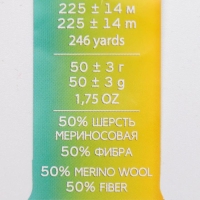 225 ± 14 м
225 ± 14 m
246 yards
50 ± 3 г
50 ± 3 g
1,75 OZ
50% ШЕРСТЬ
МЕРИНОСОВАЯ
50% ФИБРА
50% MERINO WOOL
50% FIBER